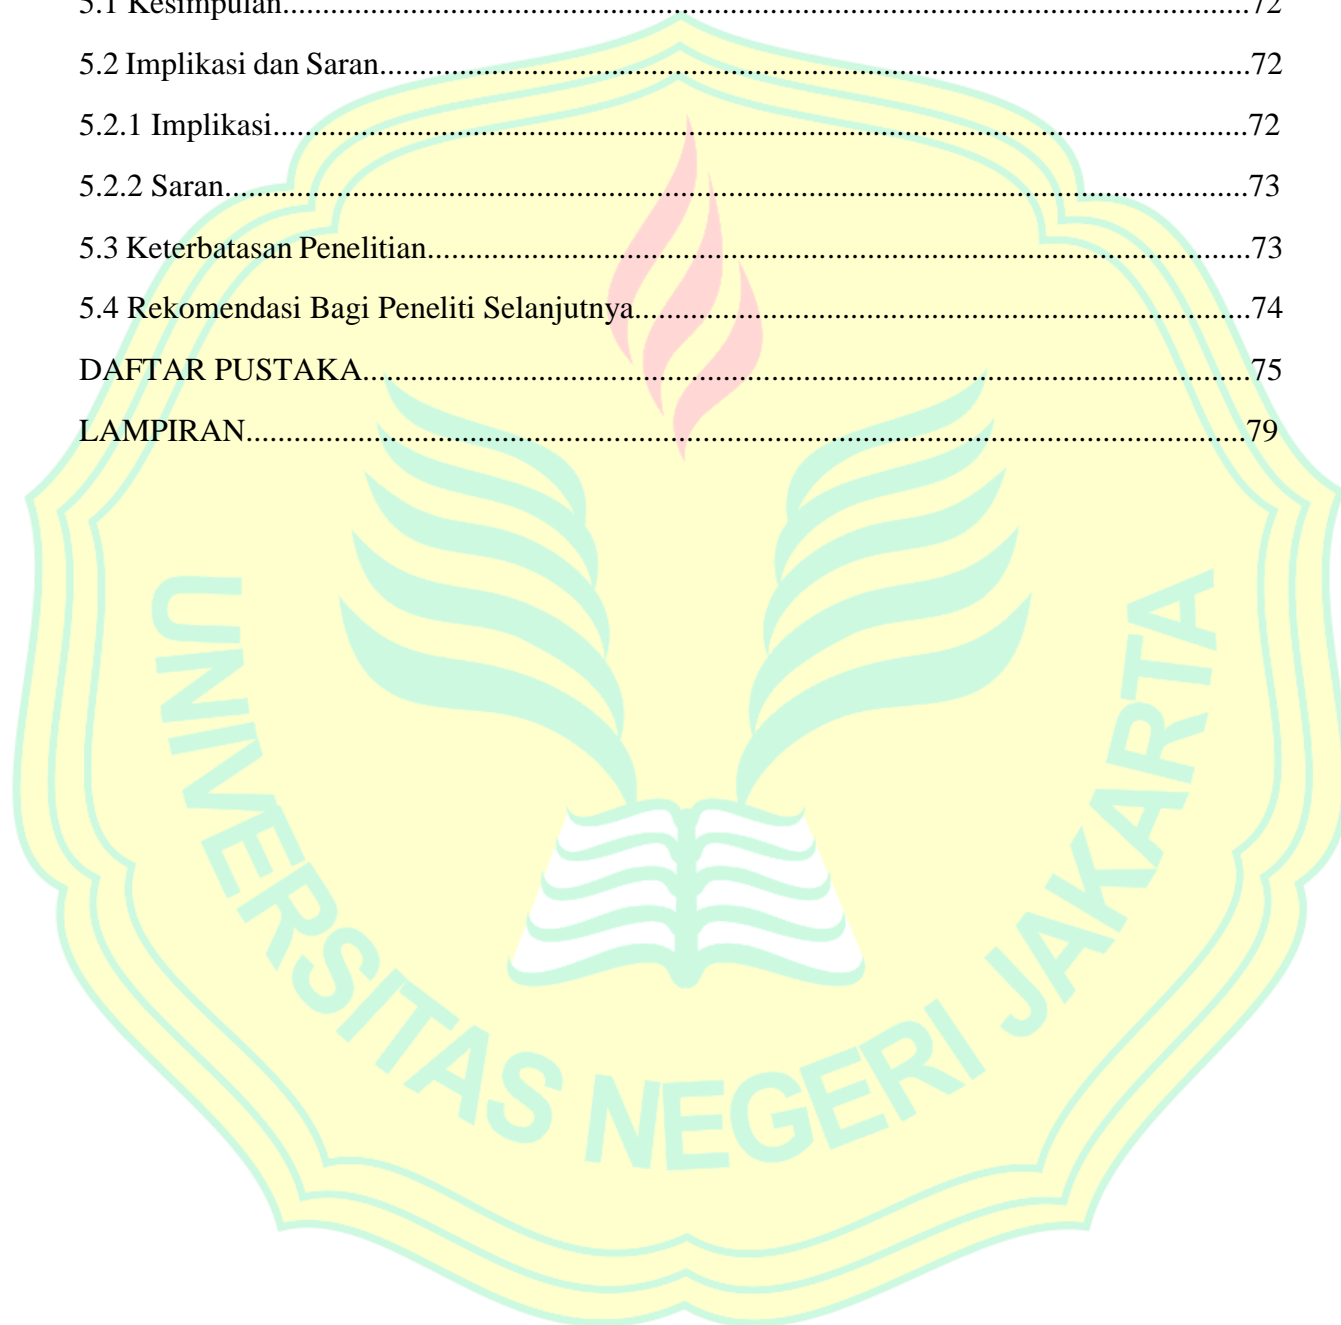 5.1 Kesimpulan.........................................................................................................................72
5.2 Implikasi dan Saran.............................................................................................................72
5.2.1 Implikasi..........................................................................................................................72
5.2.2 Saran................................................................................................................................73
5.3 Keterbatasan Penelitian.......................................................................................................73
5.4 Rekomendasi Bagi Peneliti Selanjutnya.............................................................................74
DAFTAR PUSTAKA...............................................................................................................75
LAMPIRAN.............................................................................................................................79
UNIVERSITAS NEGERI JAKARTA